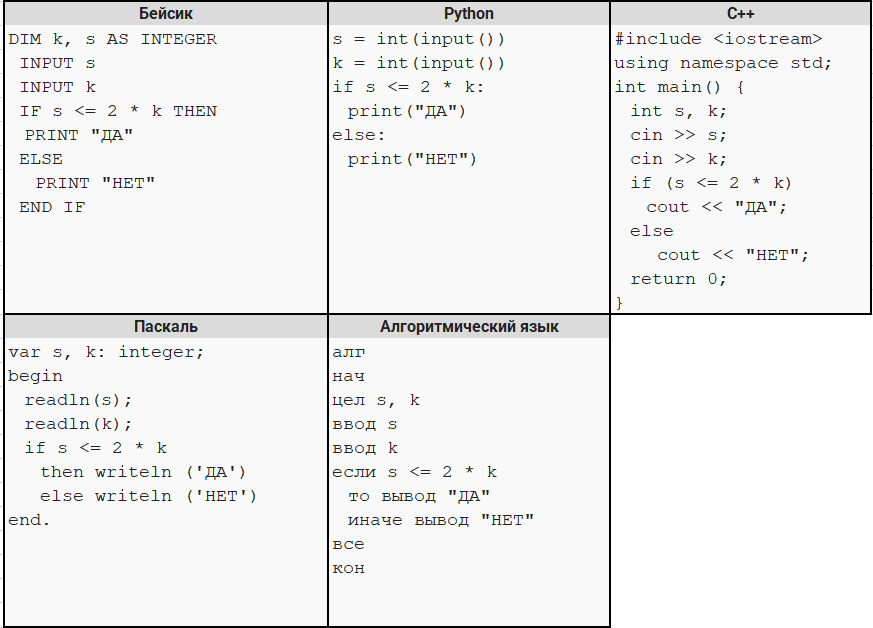 Бейсик
DIM k, s AS INTEGER
INPUT s
INPUT k
IF s <= 2 * k THEN
PRINT "ДА"
ELSE
PRINT "НЕТ"
END IF
Python
s = int(input())
k = int(input())
if s <= 2 * k:
print("ДА")
else:
print("НЕТ")
C++
#include <iostream>
using namespace std;
int main() {
int s, k;
cin >> s;
cin >> k;
if (s <= 2 * k)
cout << "ДА";
else
cout << "НЕТ";
return 0;
}
Паскаль
var s, k: integer;
begin
readln(s);
readln(k);
if s <= 2 * k
then writeln ('ДА')
else writeln ('НЕТ')
end.
Алгоритмический язык
алг
нач
цел s, k
ввод s
ввод k
если s <= 2 * k
то вывод "ДА"
иначе вывод "НЕТ"
все
кон